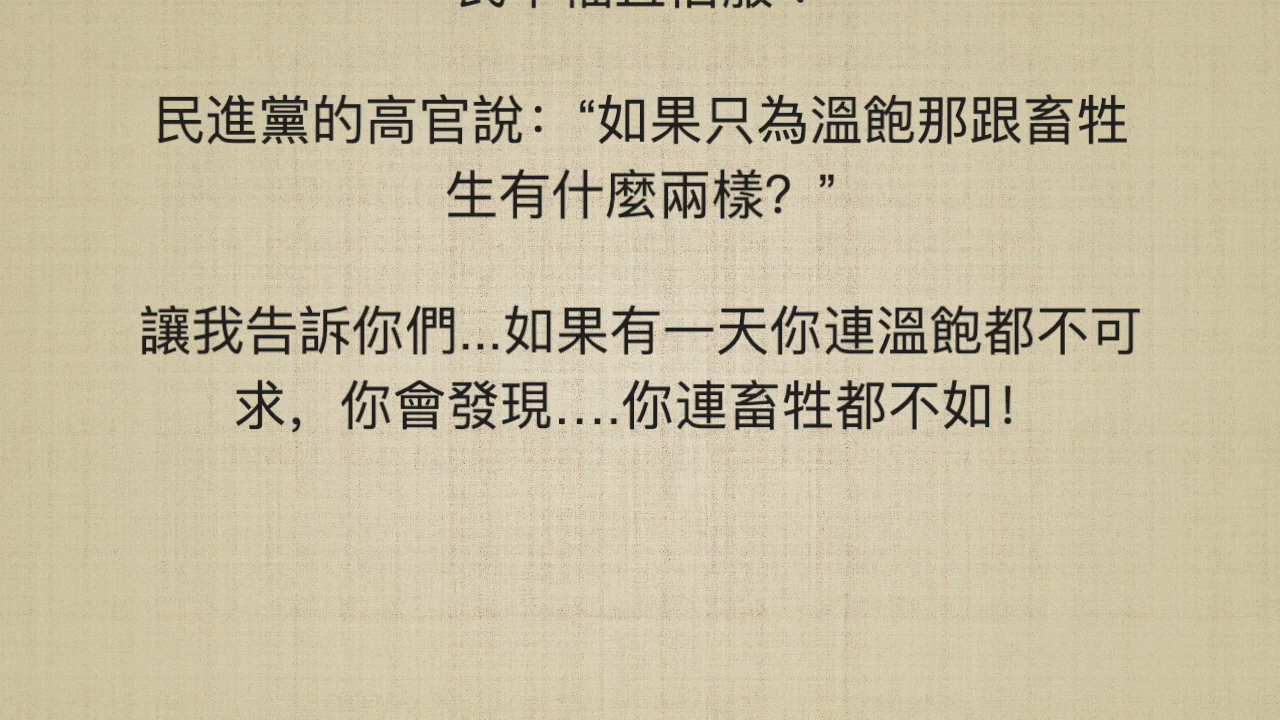 民進黨的高官說：“如果只為溫飽那跟畜牲
生有什麼兩樣？”
讓我告訴你們...如果有一天你連溫飽都不可
求，你會發現....你連畜牲都不如！